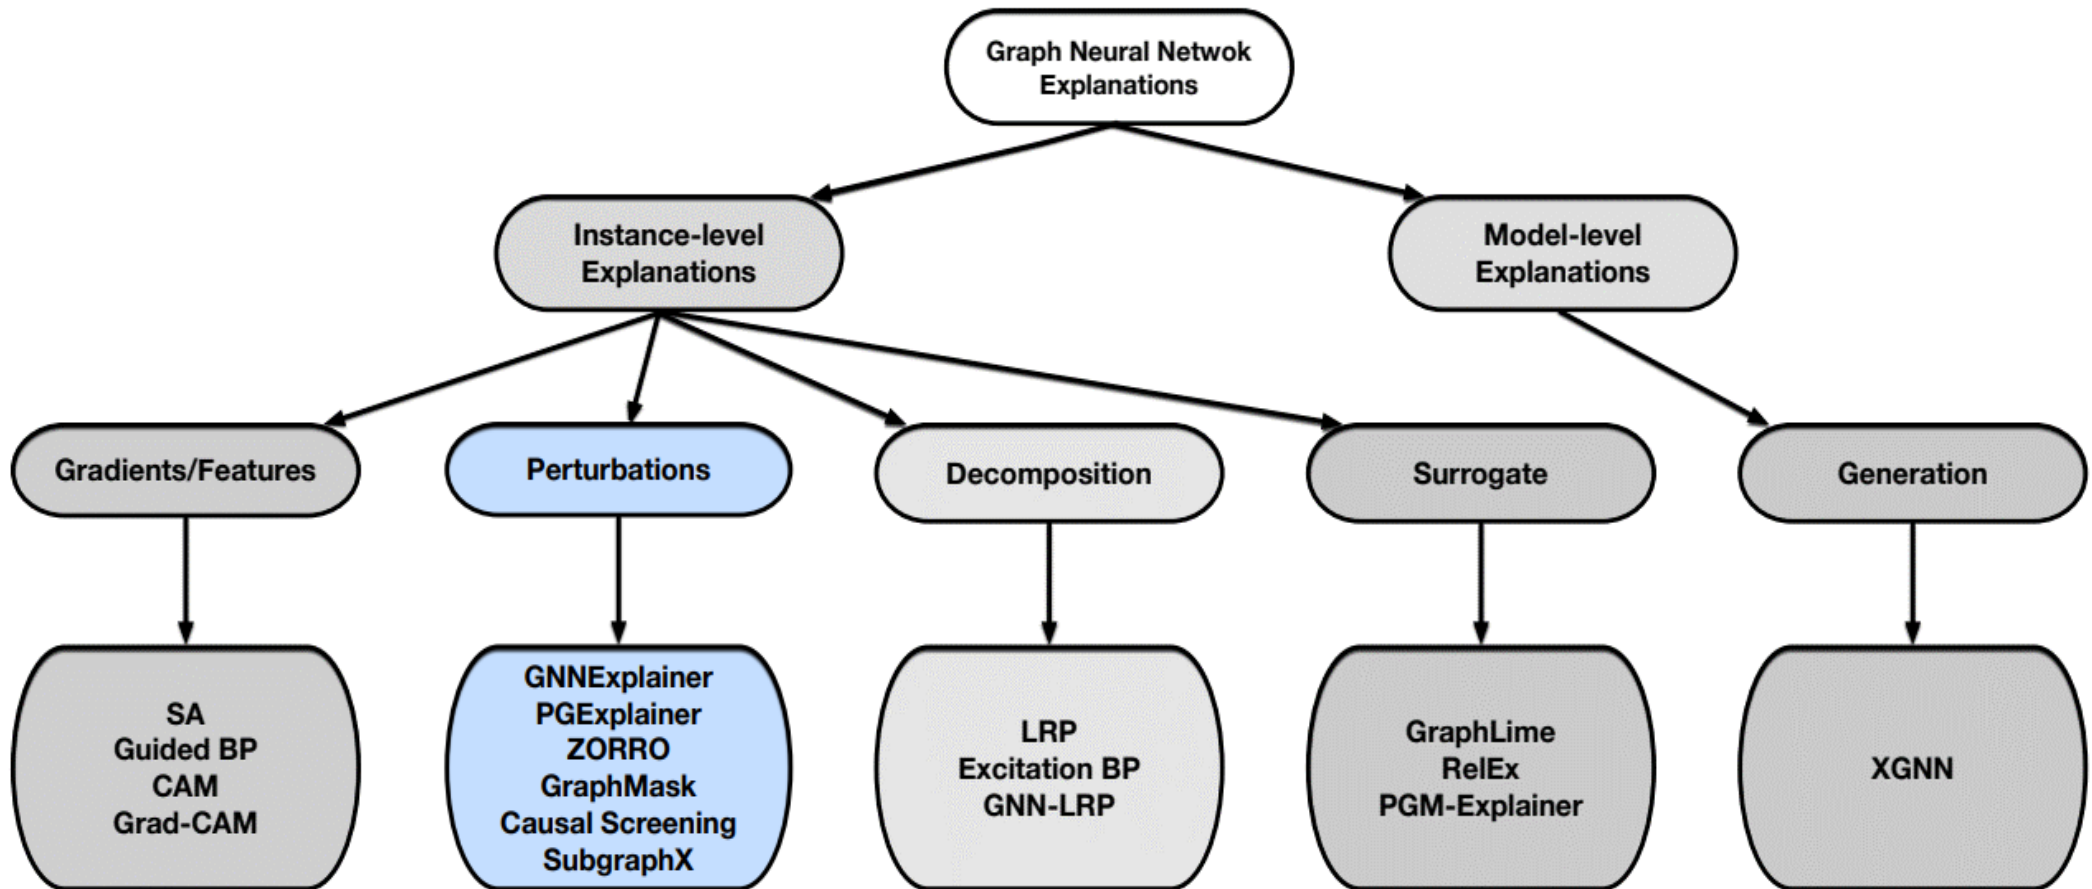 Graph Neural Netwok
Explanations
Instance-level
Explanations
Model-level
Explanations
Gradients/Features
Perturbations
Decomposition
Surrogate
Generation
SA
Guided BP
CAM
Grad-CAM
GNNExplainer
PGExplainer
ZORRO
GraphMask
Causal Screening
SubgraphX
LRP
Excitation BP
GNN-LRP
GraphLime
RelEx
PGM-Explainer
XGNN